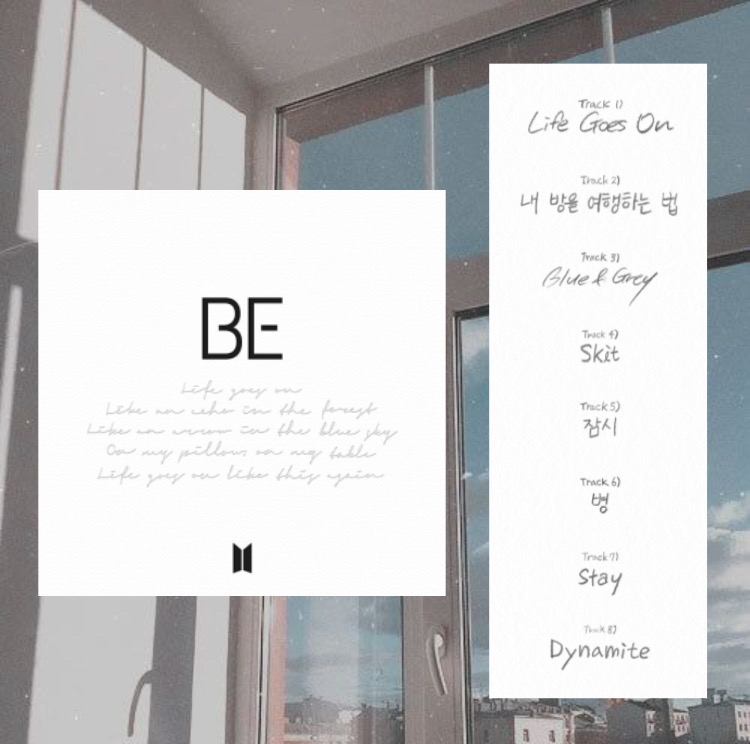 BE
Life goes on
Like an echo in the forest
Like an arrow in the blue sky
On my pillow, on my table
Life goes on like this again
Track 1)
Life Goes On
Track 2)
내 방을 여행하는 법
Track 3)
Blue & Grey
Track 4)
Skit
Track 5)
잠시
Track 6)
병
Track 7)
Stay
Track 8)
Dynamite